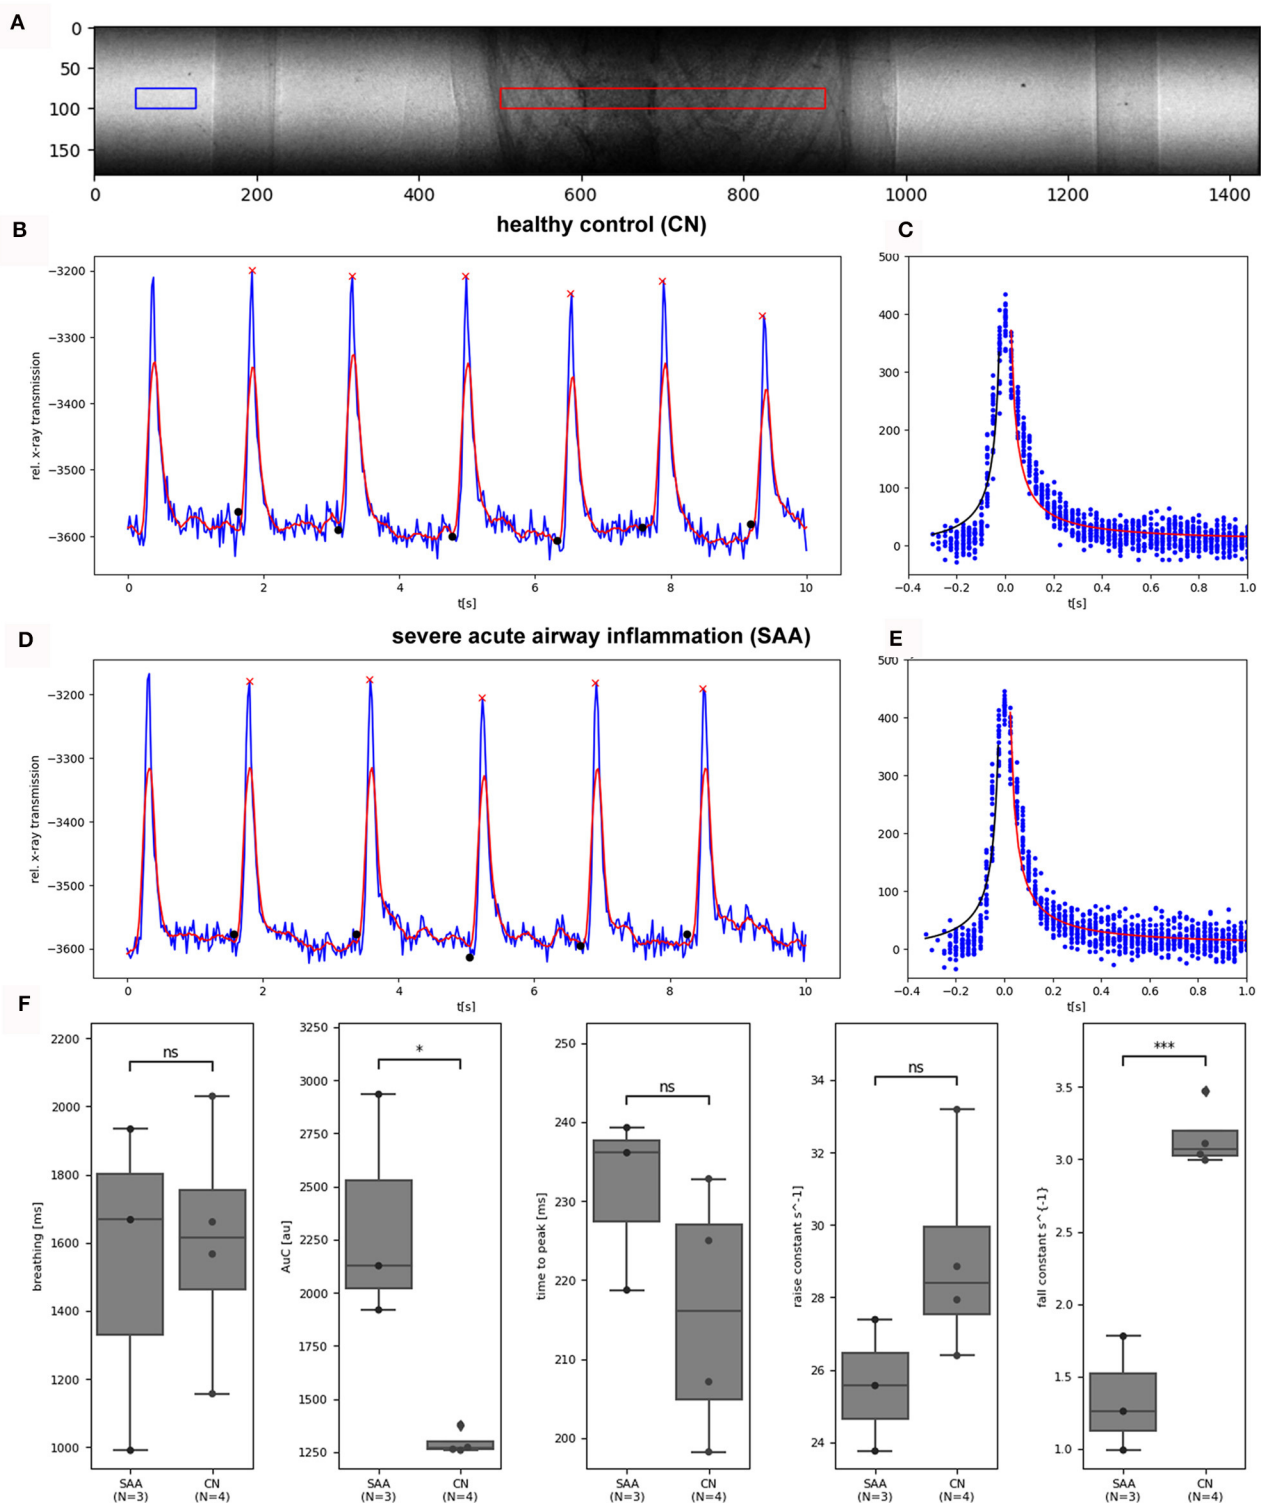 A
0
50
100
150
0 200 400 600 800 1000 1200 1400
healthy control (CN)
B
−3200
−3300
−3400
−3500
−3600
rel. x-ray transmission
0 2 4 6 8 10
t[s]
C
500
400
300
200
100
0
−0.4 −0.2 0.0 0.2 0.4 0.6 0.8 1.0
t[s]
severe acute airway inflammation (SAA)
D
−3200
−3300
−3400
−3500
−3600
rel. x-ray transmission
0 2 4 6 8 10
t[s]
E
500
400
300
200
100
0
−0.4 −0.2 0.0 0.2 0.4 0.6 0.8 1.0
t[s]
F
2200
2000
1800
1600
1400
1200
1000
breathing [ms]
ns
SAA CN
(N=3) (N=4)
3250
3000
2750
2500
2250
2000
1750
1500
1250
AuC [au]
*
SAA CN
(N=3) (N=4)
250
240
230
220
210
200
time to peak [ms]
ns
SAA CN
(N=3) (N=4)
34
32
30
28
26
24
raise constant s^-1]
ns
SAA CN
(N=3) (N=4)
3.5
3.0
2.5
2.0
1.5
1.0
fall constant s^{-1}
***
SAA CN
(N=3) (N=4)